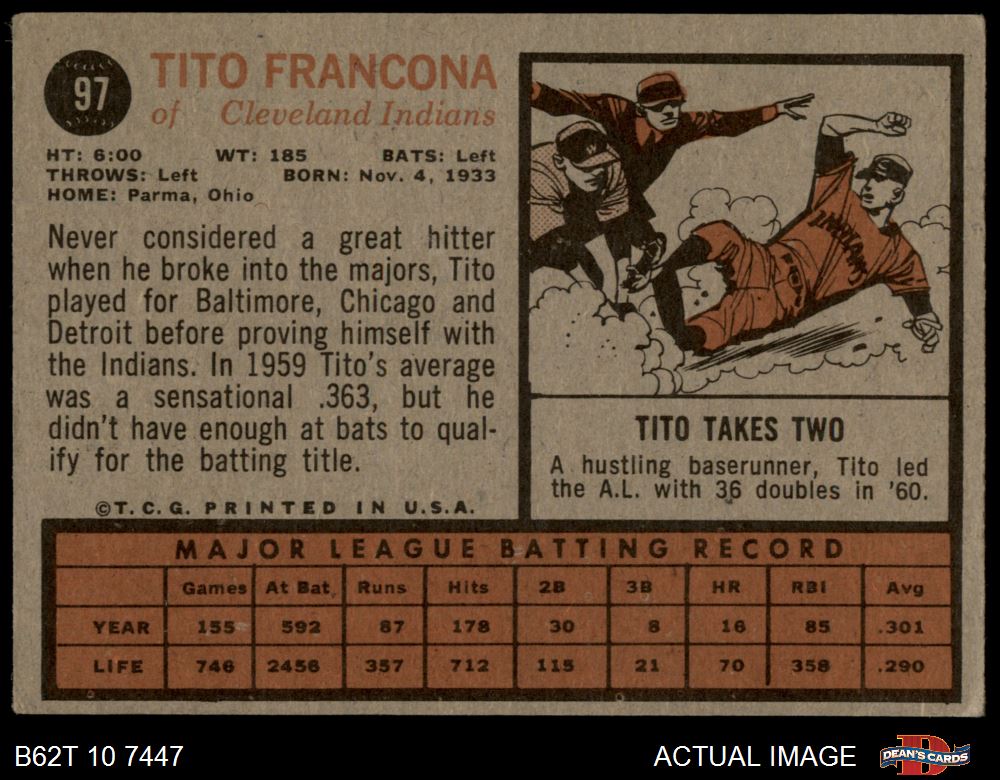 97
TITO FRANCONA
of Cleveland Indians
HT: 6:00 WT: 185 BATS: Left
THROWS: Left BORN: Nov. 4, 1933
HOME: Parma, Ohio
Never considered a great hitter
when he broke into the majors, Tito
played for Baltimore, Chicago and
Detroit before proving himself with
the Indians. In 1959 Tito's average
was a sensational .363, but he
didn't have enough at bats to qual-
ify for the batting title.
©T.C.G. PRINTED IN U.S.A.
W
INDIANS
TITO TAKES TWO
A hustling baserunner, Tito led
the A.L. with 36 doubles in '60.
MAJOR LEAGUE BATTING RECORD
Games At Bat Runs Hits 2B 3B HR RBI Avg
YEAR 155 592 87 178 30 8 16 85 .301
LIFE 746 2456 357 712 115 21 70 358 .290
B62T 10 7447 ACTUAL IMAGE DEAN'S CARDS